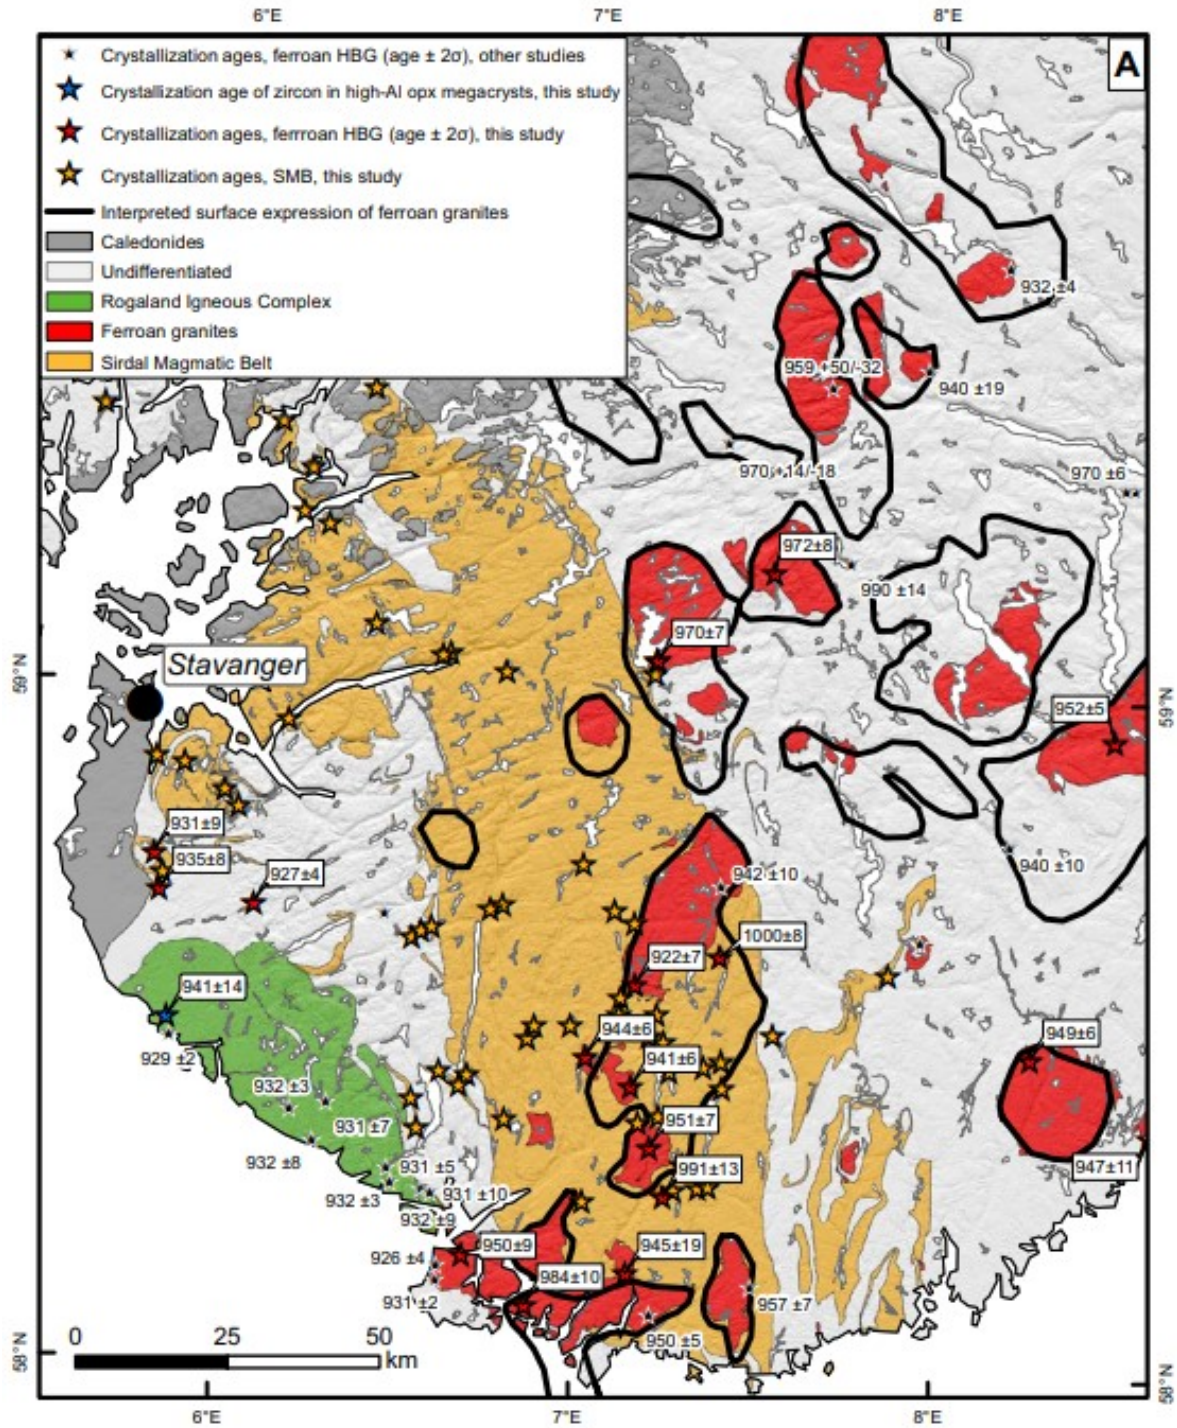 6°E 7°E 8°E
A
Crystallization ages, ferroan HBG (age ± 2σ), other studies
Crystallization age of zircon in high-Al opx megacrysts, this study
Crystallization ages, ferrroan HBG (age ± 2σ), this study
Crystallization ages, SMB, this study
Interpreted surface expression of ferroan granites
Caledonides
Undifferentiated
Rogaland Igneous Complex
Ferroan granites
Sirdal Magmatic Belt
932 ±4
959 +50/-32
940 ±19
970 +14/-18
970 ±6
972±8
990 ±14
970±7
Stavanger
59°N
59°N
952±5
931±9
935±8
927±4
940 ±10
942 ±10
1000±8
922±7
941±14
944±6
949±6
929 ±2
941±6
932 ±3
931 ±7
951±7
932 ±8
931 ±5
991±13
947±11
932 ±3
931 ±10
932 ±9
950±9
945±19
926 ±4
984±10
931 ±2
957 ±7
950 ±5
0 25 50
km
58°N
58°N
6°E 7°E 8°E